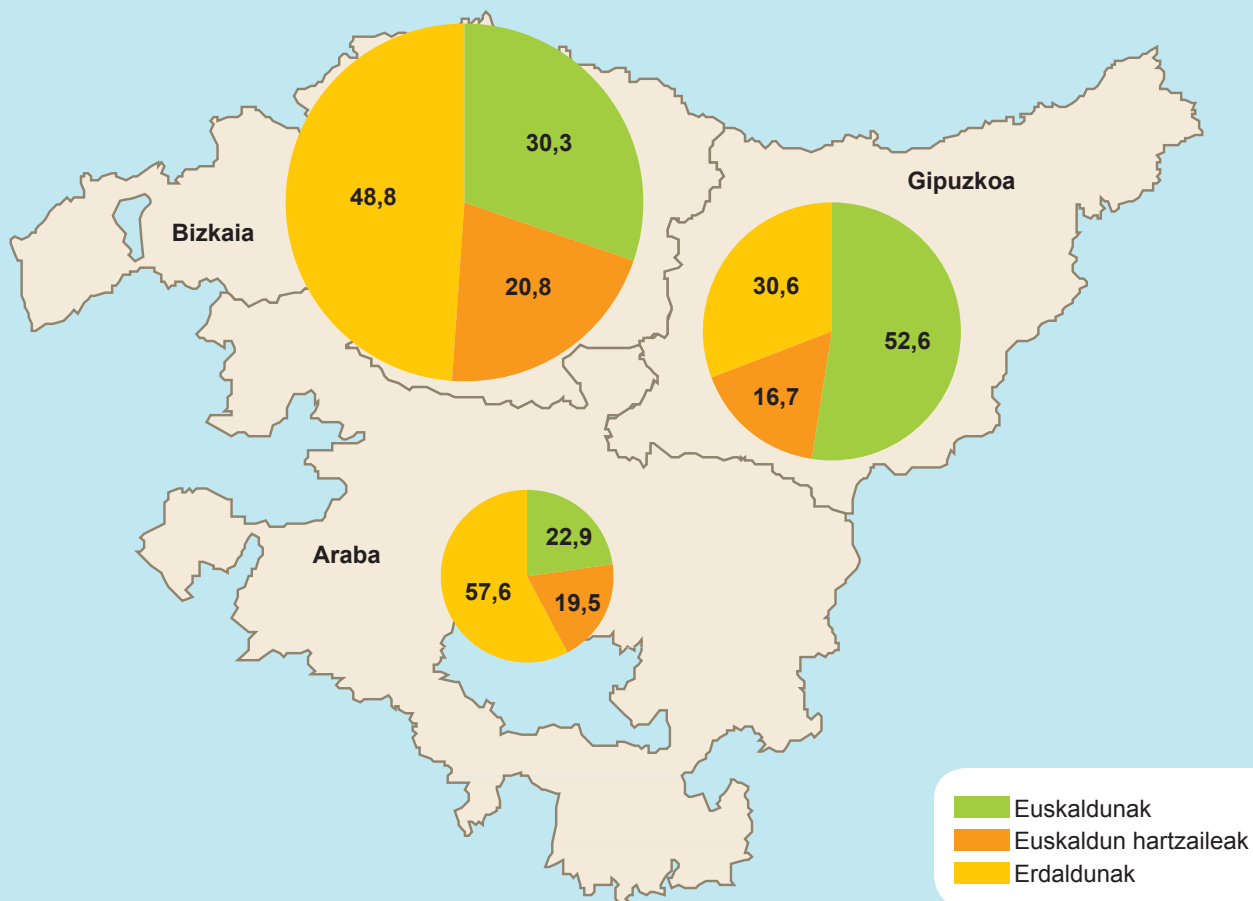 30,3
48,8
Gipuzkoa
Bizkaia
20,8
30,6
52,6
16,7
22,9
Araba
57,6
19,5
Euskaldunak
Euskaldun hartzaileak
Erdaldunak